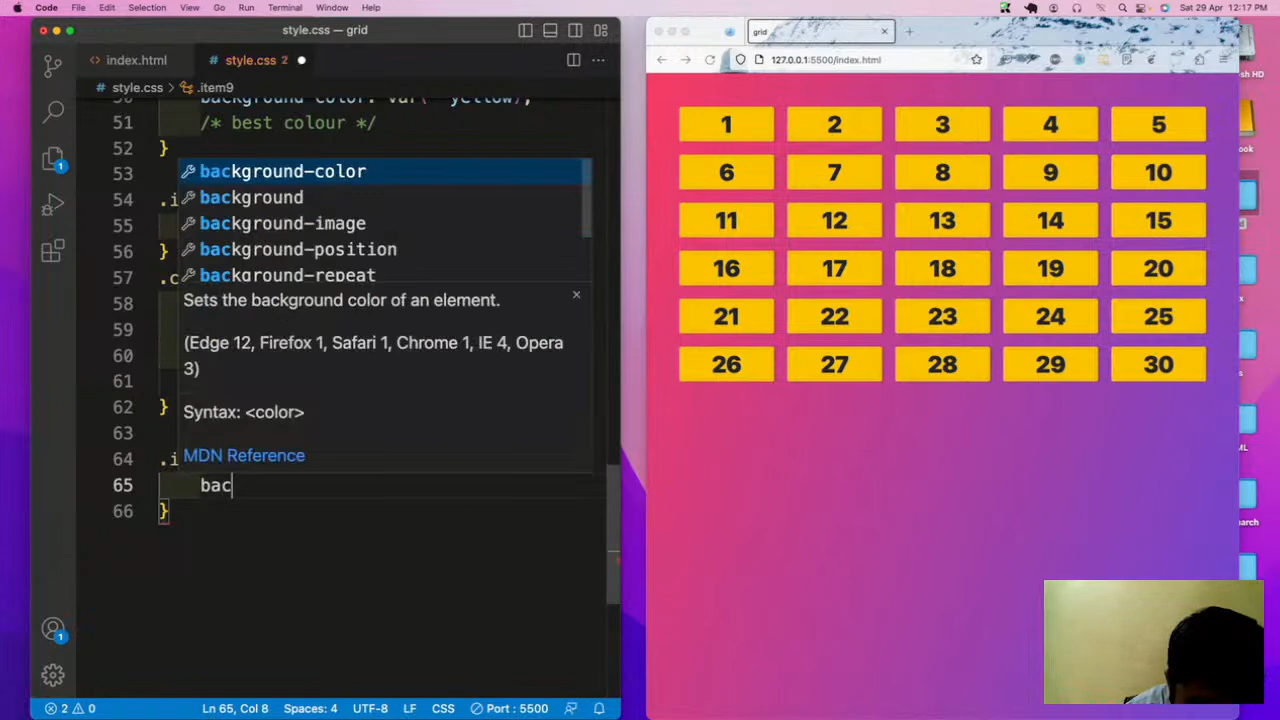 Code File Edit Selection View Go Run Terminal Window Help Sat 29 Apr 12:17 PM
style.css — grid
index.html # style.css 2
# style.css > .item9
51 /* best colour */
52 }
53
54 .i
55
56 }
57 .c
58
59
60
61
62 }
63
64 .i
65 bac
66 }
background-color
background
background-image
background-position
background-repeat
Sets the background color of an element.
(Edge 12, Firefox 1, Safari 1, Chrome 1, IE 4, Opera
3)
Syntax: <color>
MDN Reference
1
1
2 0 Ln 65, Col 8 Spaces: 4 UTF-8 LF CSS Port : 5500
grid
127.0.0.1:5500/index.html
1 2 3 4 5
6 7 8 9 10
11 12 13 14 15
16 17 18 19 20
21 22 23 24 25
26 27 28 29 30